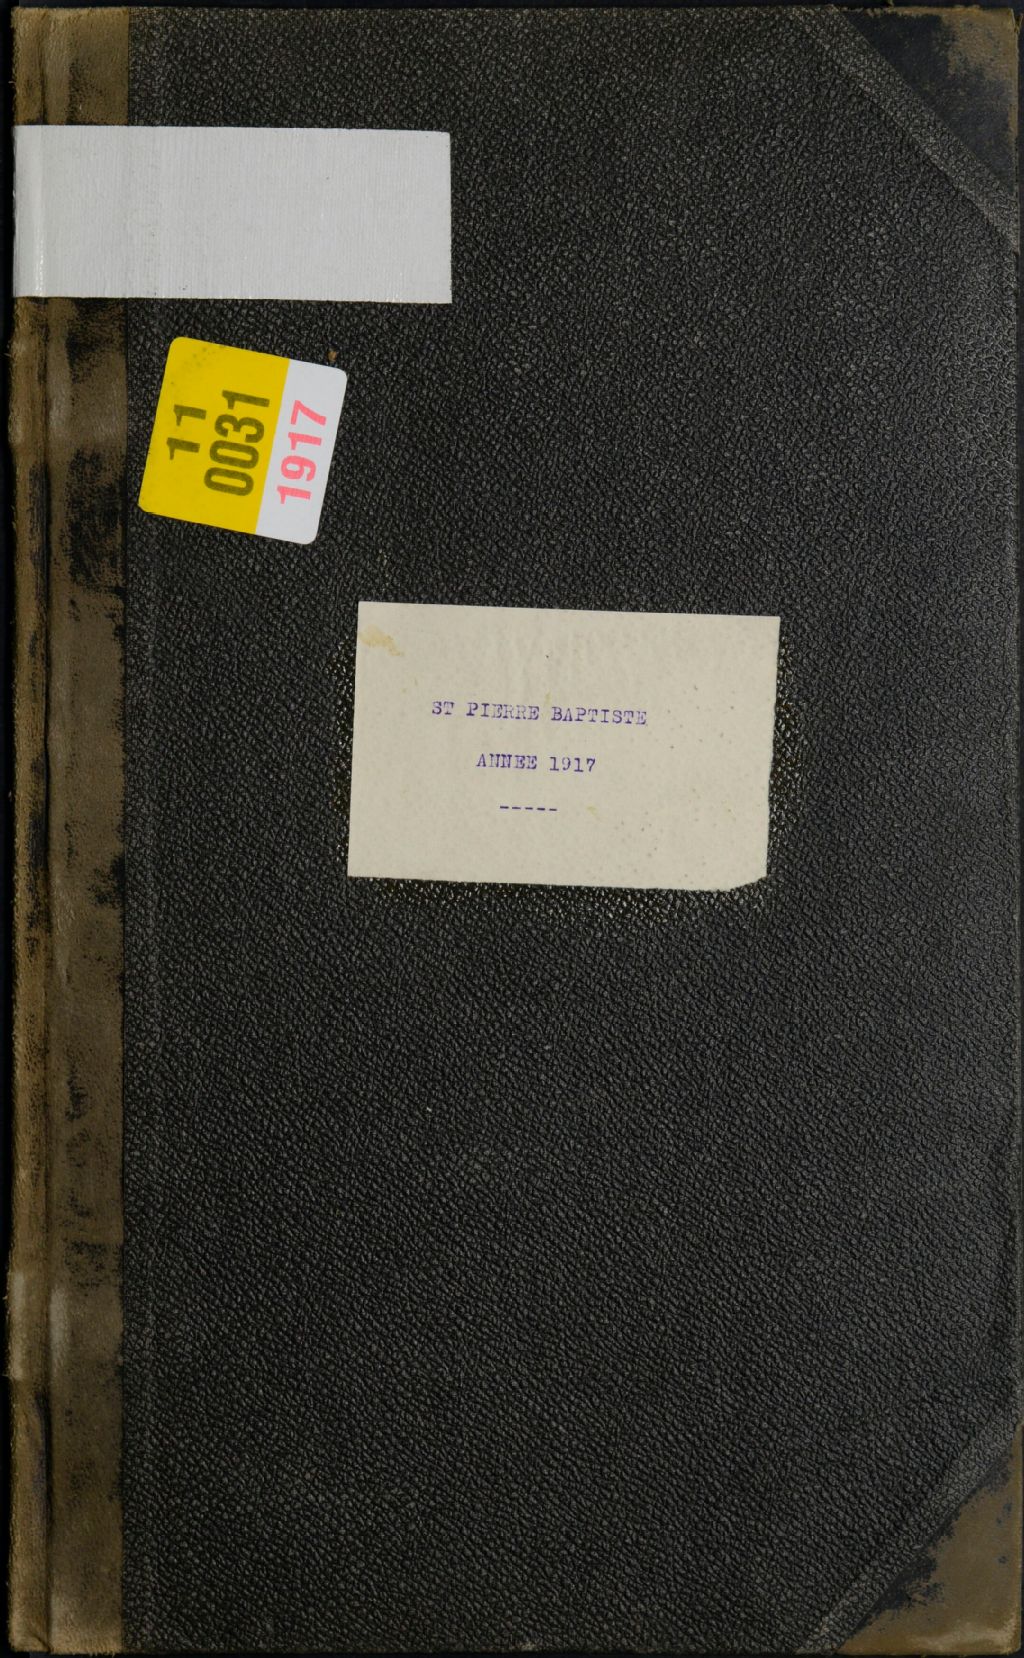 11
0031
1917
ST PIERRE BAPTISTE
ANNEE 1917
-----